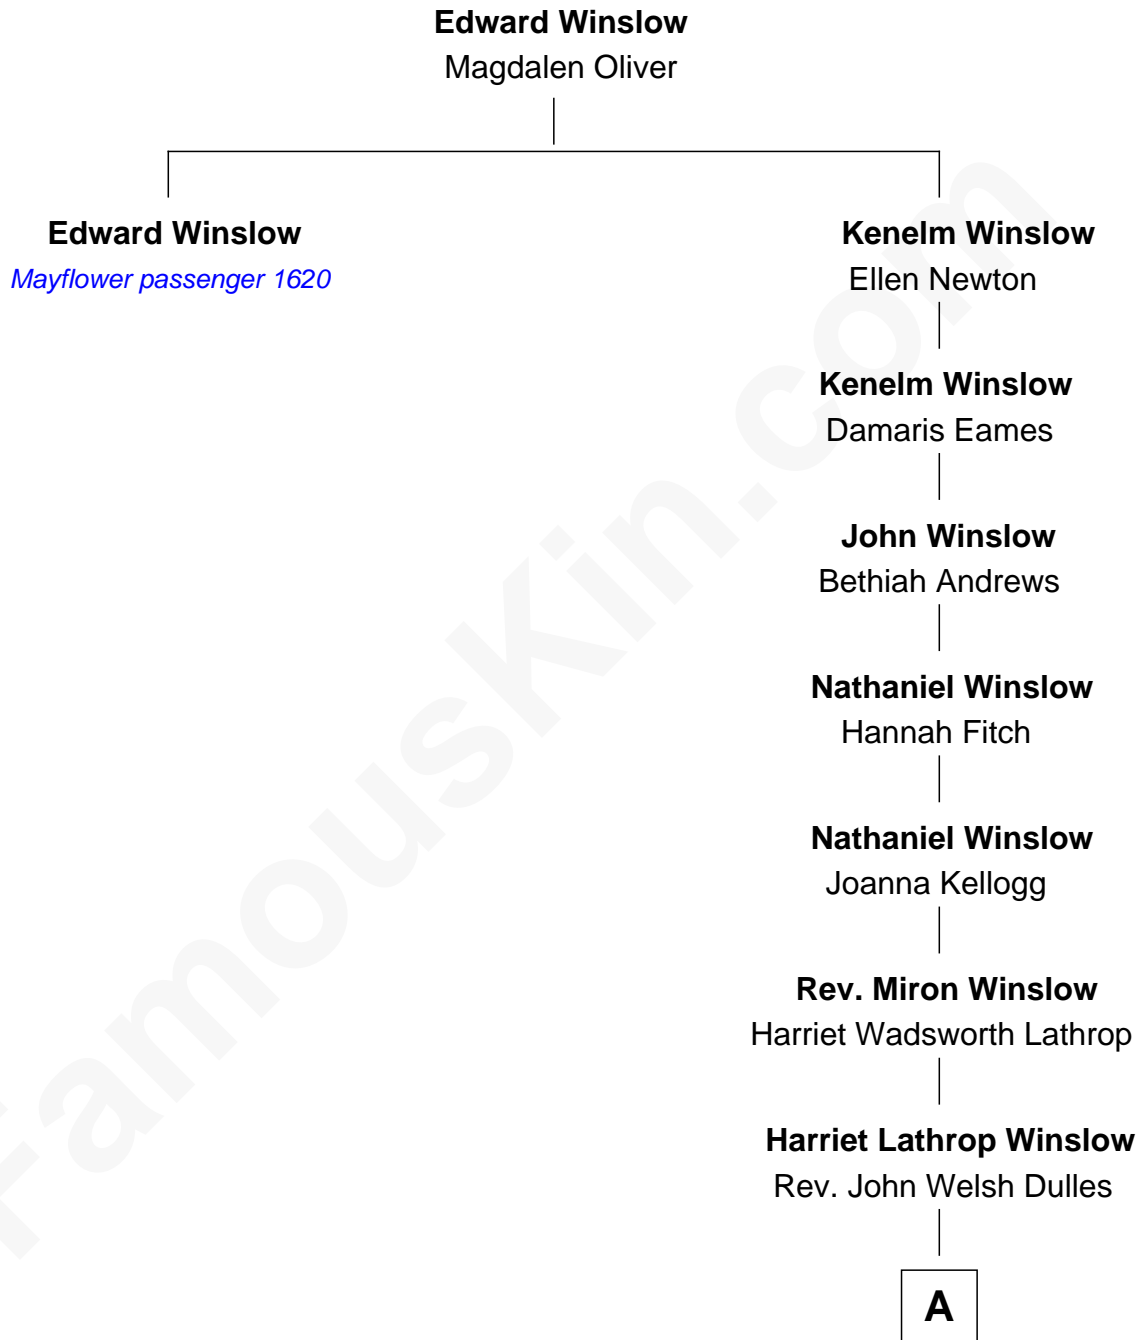 Edward Winslow
Magdalen Oliver
Edward Winslow
Mayflower passenger 1620
Kenelm Winslow
Ellen Newton
Kenelm Winslow
Damaris Eames
John Winslow
Bethiah Andrews
Nathaniel Winslow
Hannah Fitch
Nathaniel Winslow
Joanna Kellogg
Rev. Miron Winslow
Harriet Wadsworth Lathrop
Harriet Lathrop Winslow
Rev. John Welsh Dulles
A
FamousKin.com